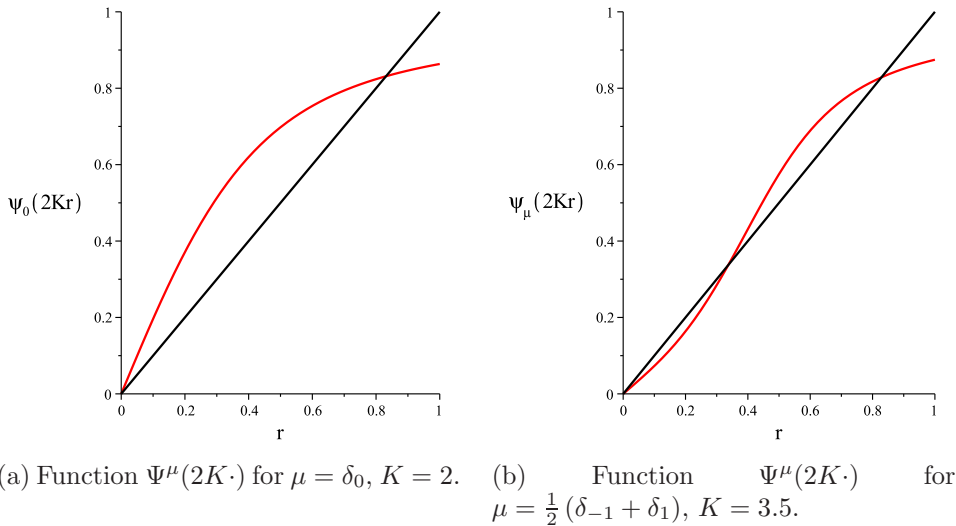 1
0.8
0.6
ψ₀(2Kr)
0.4
0.2
0
0 0.2 0.4 0.6 0.8 1
r
1
0.8
0.6
ψ_μ(2Kr)
0.4
0.2
0
0 0.2 0.4 0.6 0.8 1
r
(a) Function Ψ^μ(2K·) for μ = δ₀, K = 2.
(b) Function Ψ^μ(2K·) for
μ = ½ (δ₋₁ + δ₁), K = 3.5.